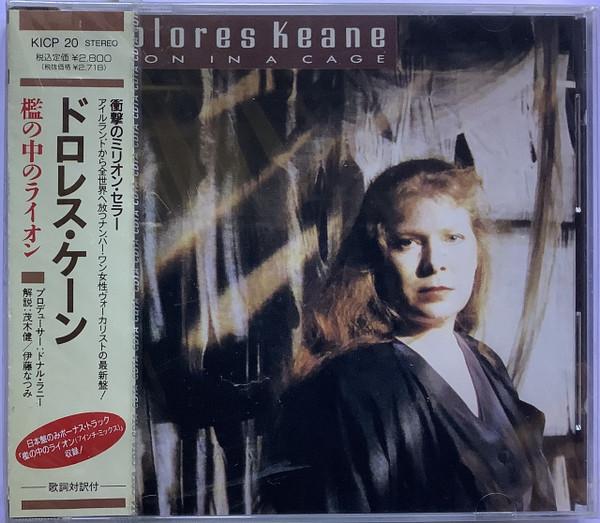 KICP 20 STEREO
税込定価¥2,800
(税抜価格¥2,718)
ドロレス・ケーン
檻の中のライオン
衝撃のミリオン・セラー
アイルランドから全世界へ放つナンバーワン女性ヴォーカリストの最新盤!
プロデューサー:ドナル・ラニー
解説:茂木健/伊藤なつみ
日本盤のみボーナス・トラック
「檻の中のライオン(7インチ・ミックス)」
収録!
歌詞対訳付
olores Keane
ON IN A CAGE